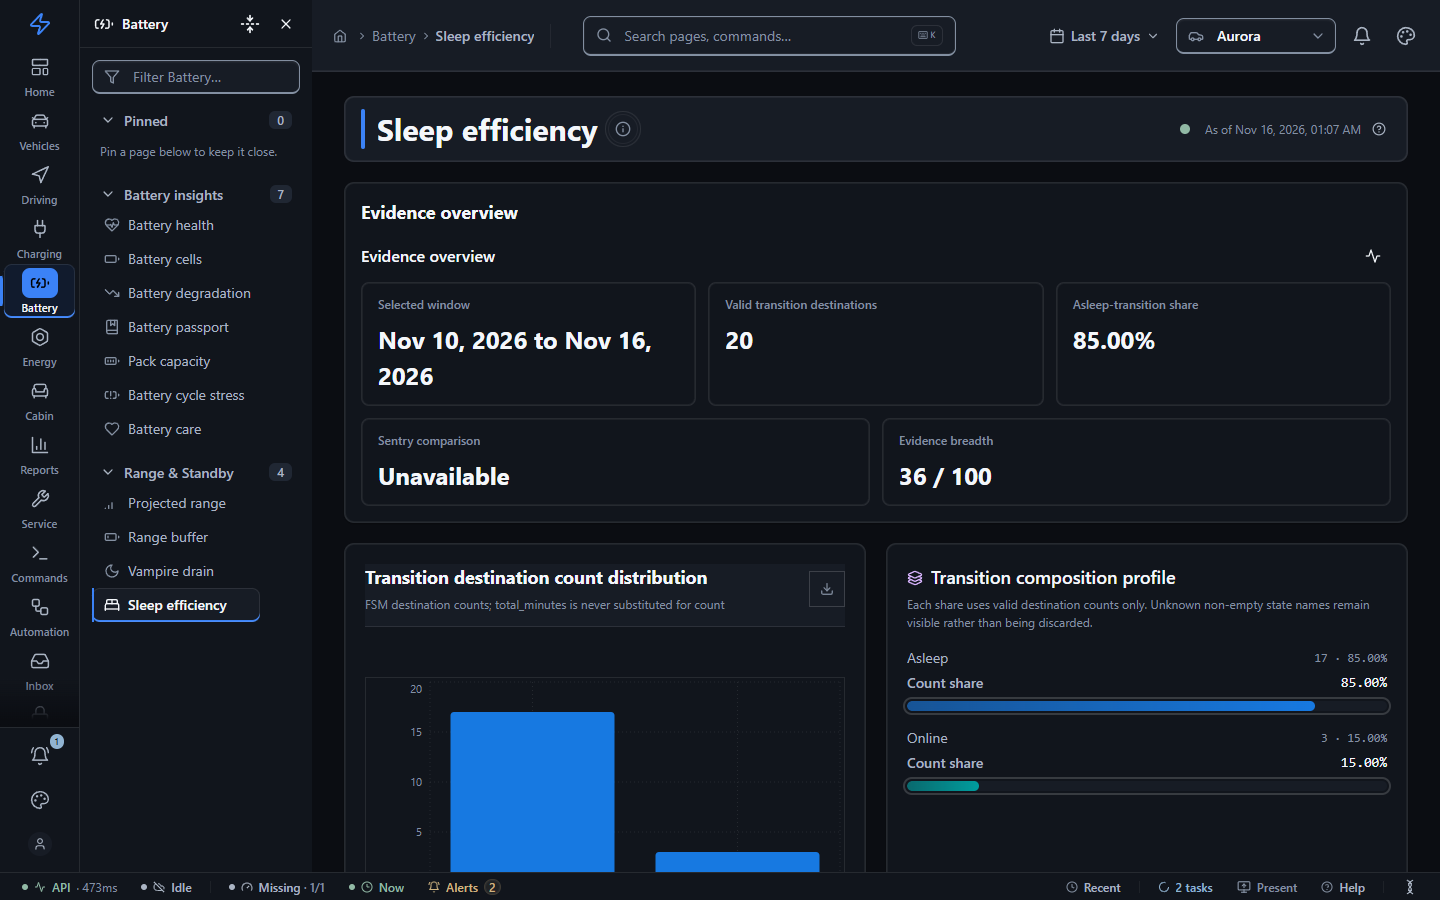 Home
Vehicles
Driving
Charging
Battery
Energy
Cabin
Reports
Service
Commands
Automation
Inbox
1
Battery
Filter Battery...
Pinned 0
Pin a page below to keep it close.
Battery insights 7
Battery health
Battery cells
Battery degradation
Battery passport
Pack capacity
Battery cycle stress
Battery care
Range & Standby 4
Projected range
Range buffer
Vampire drain
Sleep efficiency
Battery Sleep efficiency
Search pages, commands... K
Last 7 days
Aurora
Sleep efficiency
As of Nov 16, 2026, 01:07 AM
Evidence overview
Evidence overview
Selected window
Nov 10, 2026 to Nov 16,
2026
Valid transition destinations
20
Asleep-transition share
85.00%
Sentry comparison
Unavailable
Evidence breadth
36 / 100
Transition destination count distribution
FSM destination counts; total_minutes is never substituted for count
20
15
10
5
Transition composition profile
Each share uses valid destination counts only. Unknown non-empty state names remain
visible rather than being discarded.
Asleep 17 · 85.00%
Count share 85.00%
Online 3 · 15.00%
Count share 15.00%
API · 473ms
Idle
Missing · 1/1
Now
Alerts 2
Recent
2 tasks
Present
Help